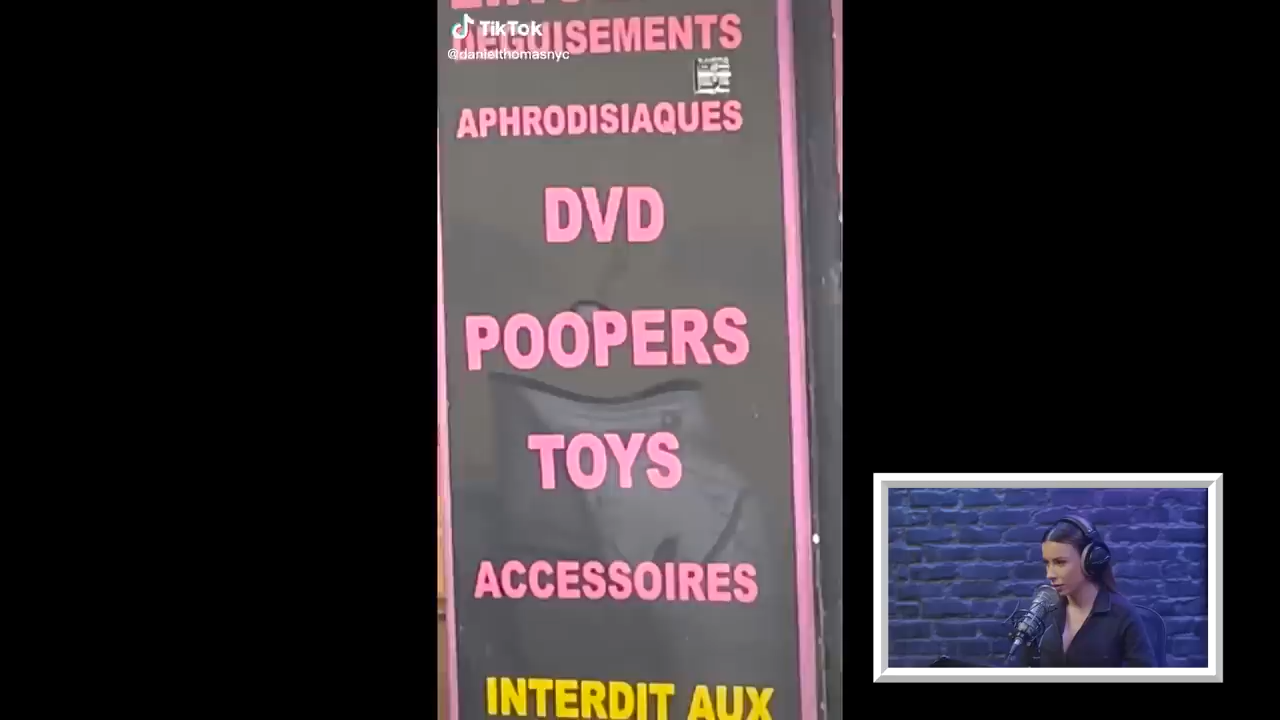 TikTok
@danielthomasnyc
DEGUISEMENTS
APHRODISIAQUES
DVD
POOPERS
TOYS
ACCESSOIRES
INTERDIT AUX